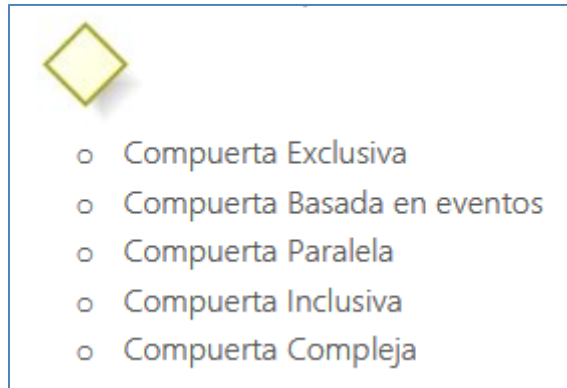 o Compuerta Exclusiva
o Compuerta Basada en eventos
o Compuerta Paralela
o Compuerta Inclusiva
o Compuerta Compleja